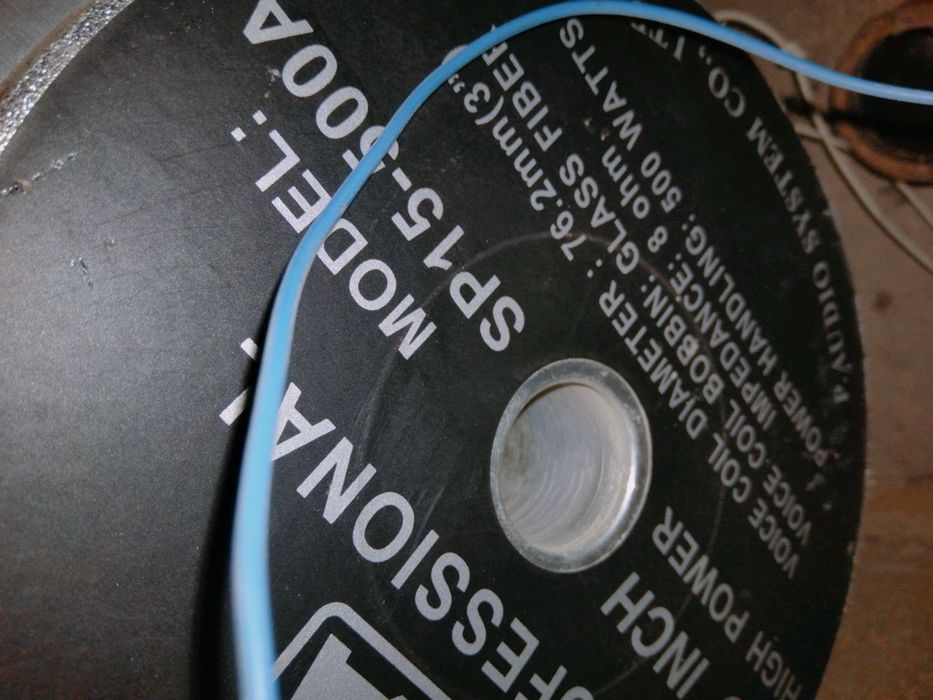 OFESSIONAL
MODEL:
SP15-500A
INCH
HIGH POWER
VOICE COIL DIAMETER : 76.2mm(3"
VOICE COIL BOBBIN: GLASS FIBER
IMPEDANCE: 8 ohm
POWER HANDLING: 500 WATTS
P. AUDIO SYSTEM CO., LT